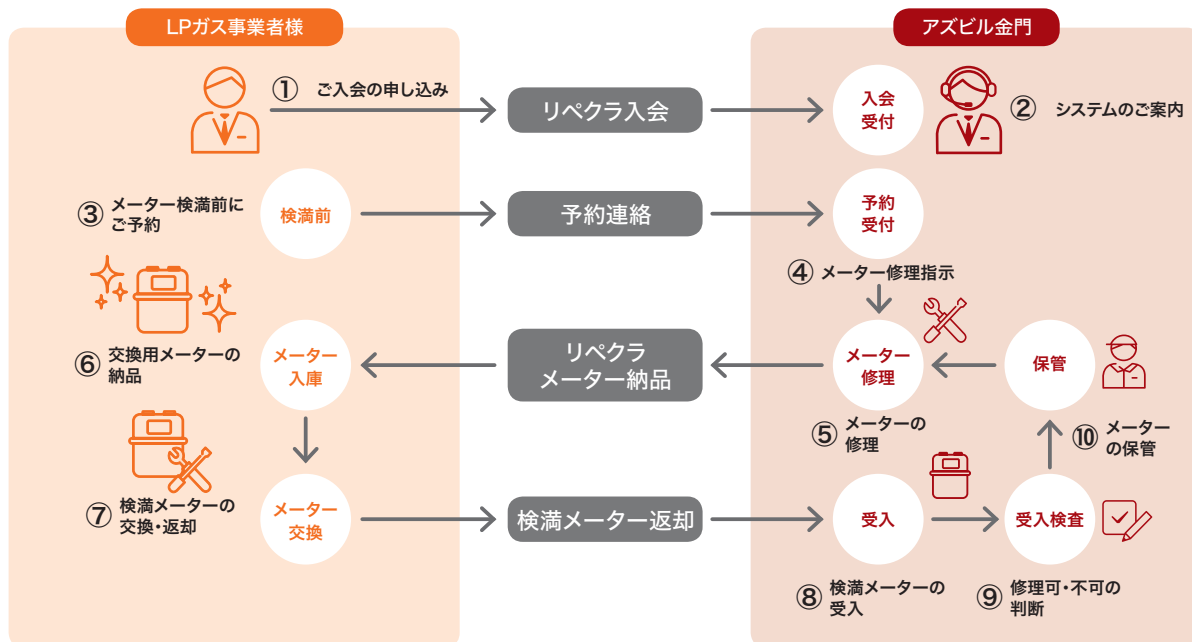 LPガス事業者様
アズビル金門
① ご入会の申し込み
リペクラ入会
入会
受付
② システムのご案内
③ メーター検満前に
ご予約
検満前
予約連絡
予約
受付
④ メーター修理指示
⑥ 交換用メーターの
納品
メーター
入庫
リペクラ
メーター納品
メーター
修理
保管
⑤ メーターの
修理
⑩ メーター
の保管
⑦ 検満メーターの
交換・返却
メーター
交換
検満メーター返却
受入
受入検査
⑧ 検満メーターの
受入
⑨ 修理可・不可の
判断